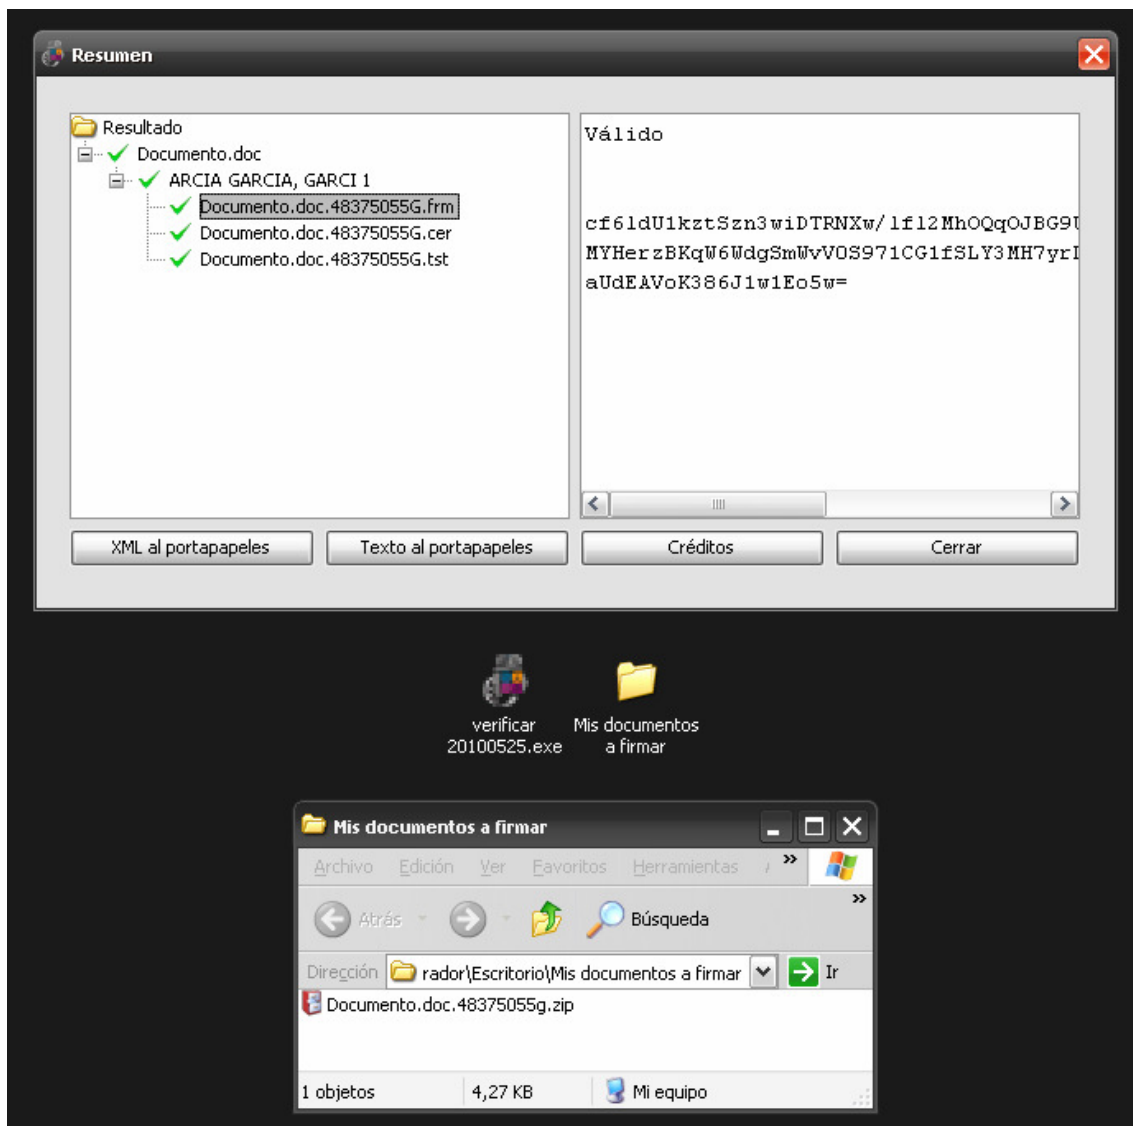 Resumen
Resultado
Documento.doc
ARCIA GARCIA, GARCI 1
Documento.doc.48375055G.frm
Documento.doc.48375055G.cer
Documento.doc.48375055G.tst
Válido
cf6ldU1kztSzn3wiDTRNXw/lfl2MhOQqOJBG9U
MYHerzBKqW6WdgSmWvVOS971CG1fSLY3MH7yrI
aUdEAVoK386J1w1Eo5w=
XML al portapapeles
Texto al portapapeles
Créditos
Cerrar
verificar
20100525.exe
Mis documentos
a firmar
Mis documentos a firmar
Archivo Edición Ver Favoritos Herramientas
Atrás
Búsqueda
Dirección
rador\Escritorio\Mis documentos a firmar
Ir
Documento.doc.48375055g.zip
1 objetos
4,27 KB
Mi equipo